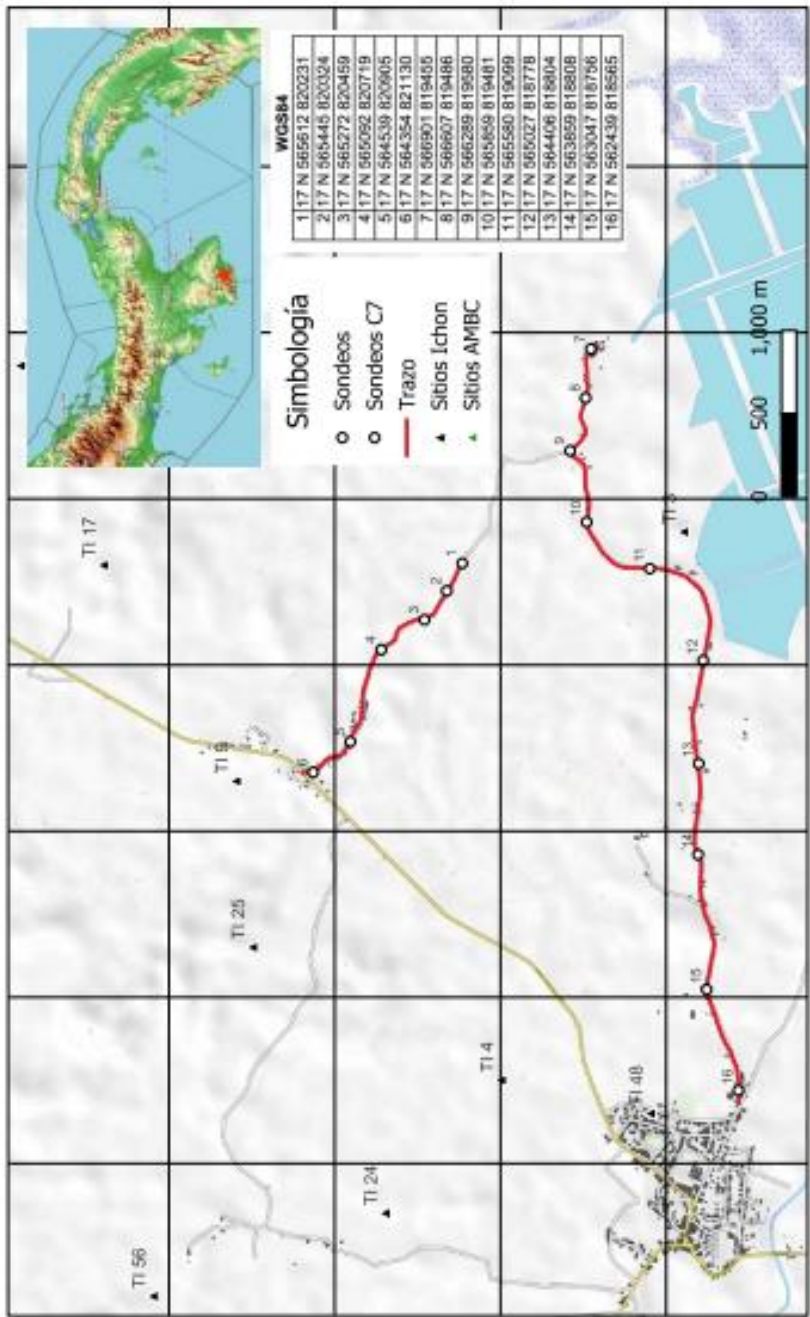 WGS84
1 17 N 565612 820231
2 17 N 565445 820324
3 17 N 565272 820459
4 17 N 565092 820719
5 17 N 564539 820905
6 17 N 564354 821130
7 17 N 566901 819455
8 17 N 566607 819486
9 17 N 566289 819580
10 17 N 565859 819481
11 17 N 565580 819099
12 17 N 565027 818778
13 17 N 564406 818804
14 17 N 563859 818808
15 17 N 563047 818756
16 17 N 562439 818565
Simbología
Sondeos
Sondeos C7
Trazo
Sitios Ichon
Sitios AMBC
0 500 1,000 m
TI 56
TI 17
TI 25
TI 24
TI 4
TI 48
TI 3
1
2
3
4
5
6
7
8
9
10
11
12
13
14
15
16